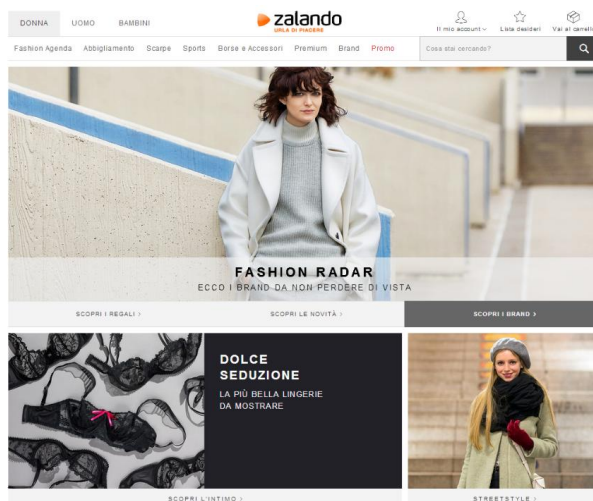 DONNA UOMO BAMBINI
zalando
URLA DI PIACERE
Il mio account Lista desideri Vai al carrello
Fashion Agenda Abbigliamento Scarpe Sports Borse e Accessori Premium Brand Promo
Cosa stai cercando?
FASHION RADAR
ECCO I BRAND DA NON PERDERE DI VISTA
SCOPRI I REGALI >
SCOPRI LE NOVITÀ >
SCOPRI I BRAND >
DOLCE
SEDUZIONE
LA PIÙ BELLA LINGERIE
DA MOSTRARE
SCOPRI L'INTIMO >
STREETSTYLE >